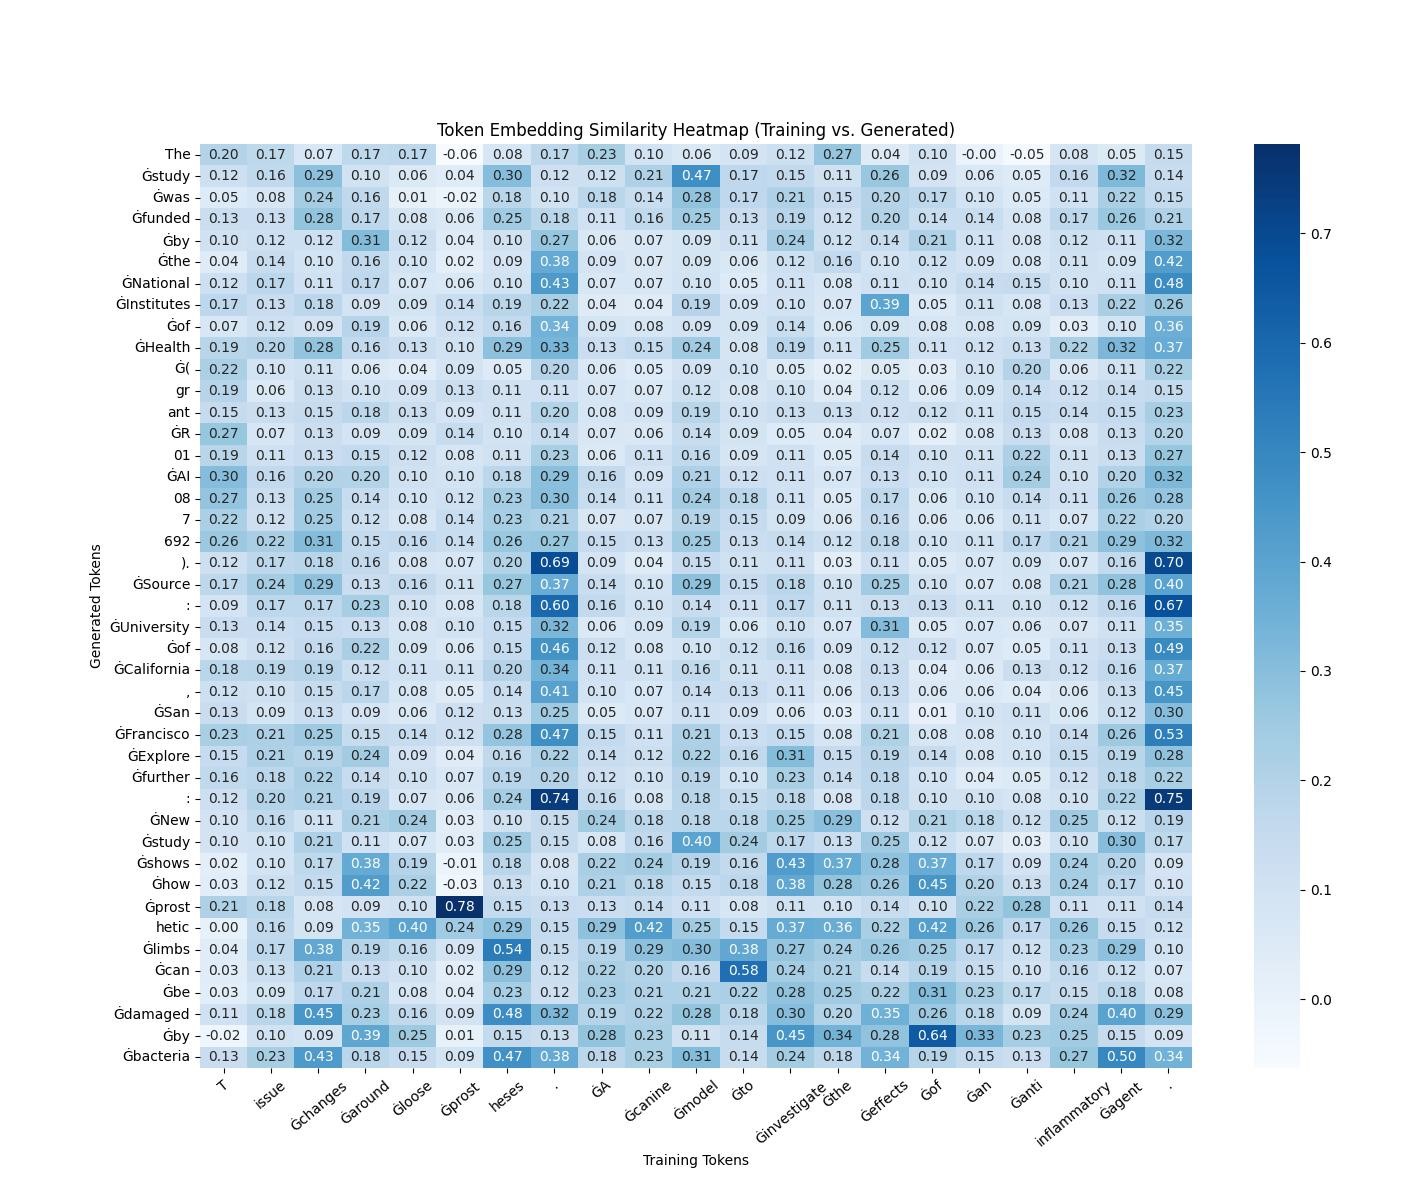 Token Embedding Similarity Heatmap (Training vs. Generated)
The 0.20 0.17 0.07 0.17 0.17 -0.06 0.08 0.17 0.23 0.10 0.06 0.09 0.12 0.27 0.04 0.10 -0.00 -0.05 0.08 0.05 0.15
Ġstudy 0.12 0.16 0.29 0.10 0.06 0.04 0.30 0.12 0.12 0.21 0.47 0.17 0.15 0.11 0.26 0.09 0.06 0.05 0.16 0.32 0.14
Ġwas 0.05 0.08 0.24 0.16 0.01 -0.02 0.18 0.10 0.18 0.14 0.28 0.17 0.21 0.15 0.20 0.17 0.10 0.05 0.11 0.22 0.15
Ġfunded 0.13 0.13 0.28 0.17 0.08 0.06 0.25 0.18 0.11 0.16 0.25 0.13 0.19 0.12 0.20 0.14 0.14 0.08 0.17 0.26 0.21
Ġby 0.10 0.12 0.12 0.31 0.12 0.04 0.10 0.27 0.06 0.07 0.09 0.11 0.24 0.12 0.14 0.21 0.11 0.08 0.12 0.11 0.32
Ġthe 0.04 0.14 0.10 0.16 0.10 0.02 0.09 0.38 0.09 0.07 0.09 0.06 0.12 0.16 0.10 0.12 0.09 0.08 0.11 0.09 0.42
ĠNational 0.12 0.17 0.11 0.17 0.07 0.06 0.10 0.43 0.07 0.07 0.10 0.05 0.11 0.08 0.11 0.10 0.14 0.15 0.10 0.11 0.48
ĠInstitutes 0.17 0.13 0.18 0.09 0.09 0.14 0.19 0.22 0.04 0.04 0.19 0.09 0.10 0.07 0.39 0.05 0.11 0.08 0.13 0.22 0.26
Ġof 0.07 0.12 0.09 0.19 0.06 0.12 0.16 0.34 0.09 0.08 0.09 0.09 0.14 0.06 0.09 0.08 0.08 0.09 0.03 0.10 0.36
ĠHealth 0.19 0.20 0.28 0.16 0.13 0.10 0.29 0.33 0.13 0.15 0.24 0.08 0.19 0.11 0.25 0.11 0.12 0.13 0.22 0.32 0.37
Ġ( 0.22 0.10 0.11 0.06 0.04 0.09 0.05 0.20 0.06 0.05 0.09 0.10 0.05 0.02 0.05 0.03 0.10 0.20 0.06 0.11 0.22
gr 0.19 0.06 0.13 0.10 0.09 0.13 0.11 0.11 0.07 0.07 0.12 0.08 0.10 0.04 0.12 0.06 0.09 0.14 0.12 0.14 0.15
ant 0.15 0.13 0.15 0.18 0.13 0.09 0.11 0.20 0.08 0.09 0.19 0.10 0.13 0.13 0.12 0.12 0.11 0.15 0.14 0.15 0.23
ĠR 0.27 0.07 0.13 0.09 0.09 0.14 0.10 0.14 0.07 0.06 0.14 0.09 0.05 0.04 0.07 0.02 0.08 0.13 0.08 0.13 0.20
01 0.19 0.11 0.13 0.15 0.12 0.08 0.11 0.23 0.06 0.11 0.16 0.09 0.11 0.05 0.14 0.10 0.11 0.22 0.11 0.13 0.27
ĠAI 0.30 0.16 0.20 0.20 0.10 0.10 0.18 0.29 0.16 0.09 0.21 0.12 0.11 0.07 0.13 0.10 0.11 0.24 0.10 0.20 0.32
08 0.27 0.13 0.25 0.14 0.10 0.12 0.23 0.30 0.14 0.11 0.24 0.18 0.11 0.05 0.17 0.06 0.10 0.14 0.11 0.26 0.28
7 0.22 0.12 0.25 0.12 0.08 0.14 0.23 0.21 0.07 0.07 0.19 0.15 0.09 0.06 0.16 0.06 0.06 0.11 0.07 0.22 0.20
692 0.26 0.22 0.31 0.15 0.16 0.14 0.26 0.27 0.15 0.13 0.25 0.13 0.14 0.12 0.18 0.10 0.11 0.17 0.21 0.29 0.32
). 0.12 0.17 0.18 0.16 0.08 0.07 0.20 0.69 0.09 0.04 0.15 0.11 0.11 0.03 0.11 0.05 0.07 0.09 0.07 0.16 0.70
ĠSource 0.17 0.24 0.29 0.13 0.16 0.11 0.27 0.37 0.14 0.10 0.29 0.15 0.18 0.10 0.25 0.10 0.07 0.08 0.21 0.28 0.40
: 0.09 0.17 0.17 0.23 0.10 0.08 0.18 0.60 0.16 0.10 0.14 0.11 0.17 0.11 0.13 0.13 0.11 0.10 0.12 0.16 0.67
ĠUniversity 0.13 0.14 0.15 0.13 0.08 0.10 0.15 0.32 0.06 0.09 0.19 0.06 0.10 0.07 0.31 0.05 0.07 0.06 0.07 0.11 0.35
Ġof 0.08 0.12 0.16 0.22 0.09 0.06 0.15 0.46 0.12 0.08 0.10 0.12 0.16 0.09 0.12 0.12 0.07 0.05 0.11 0.13 0.49
ĠCalifornia 0.18 0.19 0.19 0.12 0.11 0.11 0.20 0.34 0.11 0.11 0.16 0.11 0.11 0.08 0.13 0.04 0.06 0.13 0.12 0.16 0.37
, 0.12 0.10 0.15 0.17 0.08 0.05 0.14 0.41 0.10 0.07 0.14 0.13 0.11 0.06 0.13 0.06 0.06 0.04 0.06 0.13 0.45
ĠSan 0.13 0.09 0.13 0.09 0.06 0.12 0.13 0.25 0.05 0.07 0.11 0.09 0.06 0.03 0.11 0.01 0.10 0.11 0.06 0.12 0.30
ĠFrancisco 0.23 0.21 0.25 0.15 0.14 0.12 0.28 0.47 0.15 0.11 0.21 0.13 0.15 0.08 0.21 0.08 0.08 0.10 0.14 0.26 0.53
ĠExplore 0.15 0.21 0.19 0.24 0.09 0.04 0.16 0.22 0.14 0.12 0.22 0.16 0.31 0.15 0.19 0.14 0.08 0.10 0.15 0.19 0.28
Ġfurther 0.16 0.18 0.22 0.14 0.10 0.07 0.19 0.20 0.12 0.10 0.19 0.10 0.23 0.14 0.18 0.10 0.04 0.05 0.12 0.18 0.22
: 0.12 0.20 0.21 0.19 0.07 0.06 0.24 0.74 0.16 0.08 0.18 0.15 0.18 0.08 0.18 0.10 0.10 0.08 0.10 0.22 0.75
ĠNew 0.10 0.16 0.11 0.21 0.24 0.03 0.10 0.15 0.24 0.18 0.18 0.18 0.25 0.29 0.12 0.21 0.18 0.12 0.25 0.12 0.19
Ġstudy 0.10 0.10 0.21 0.11 0.07 0.03 0.25 0.15 0.08 0.16 0.40 0.24 0.17 0.13 0.25 0.12 0.07 0.03 0.10 0.30 0.17
Ġshows 0.02 0.10 0.17 0.38 0.19 -0.01 0.18 0.08 0.22 0.24 0.19 0.16 0.43 0.37 0.28 0.37 0.17 0.09 0.24 0.20 0.09
Ġhow 0.03 0.12 0.15 0.42 0.22 -0.03 0.13 0.10 0.21 0.18 0.15 0.18 0.38 0.28 0.26 0.45 0.20 0.13 0.24 0.17 0.10
Ġprost 0.21 0.18 0.08 0.09 0.10 0.78 0.15 0.13 0.13 0.14 0.11 0.08 0.11 0.10 0.14 0.10 0.22 0.28 0.11 0.11 0.14
hetic 0.00 0.16 0.09 0.35 0.40 0.24 0.29 0.15 0.29 0.42 0.25 0.15 0.37 0.36 0.22 0.42 0.26 0.17 0.26 0.15 0.12
Ġlimbs 0.04 0.17 0.38 0.19 0.16 0.09 0.54 0.15 0.19 0.29 0.30 0.38 0.27 0.24 0.26 0.25 0.17 0.12 0.23 0.29 0.10
Ġcan 0.03 0.13 0.21 0.13 0.10 0.02 0.29 0.12 0.22 0.20 0.16 0.58 0.24 0.21 0.14 0.19 0.15 0.10 0.16 0.12 0.07
Ġbe 0.03 0.09 0.17 0.21 0.08 0.04 0.23 0.12 0.23 0.21 0.21 0.22 0.28 0.25 0.22 0.31 0.23 0.17 0.15 0.18 0.08
Ġdamaged 0.11 0.18 0.45 0.23 0.16 0.09 0.48 0.32 0.19 0.22 0.28 0.18 0.30 0.20 0.35 0.26 0.18 0.09 0.24 0.40 0.29
Ġby -0.02 0.10 0.09 0.39 0.25 0.01 0.15 0.13 0.28 0.23 0.11 0.14 0.45 0.34 0.28 0.64 0.33 0.23 0.25 0.15 0.09
Ġbacteria 0.13 0.23 0.43 0.18 0.15 0.09 0.47 0.38 0.18 0.23 0.31 0.14 0.24 0.18 0.34 0.19 0.15 0.13 0.27 0.50 0.34
T issue Ġchanges Ġaround Ġloose Ġprost heses . ĠA Ġcanine Ġmodel Ġto Ġinvestigate Ġthe Ġeffects Ġof Ġan Ġanti inflammatory Ġagent .
Training Tokens
Generated Tokens
0.7
0.6
0.5
0.4
0.3
0.2
0.1
0.0